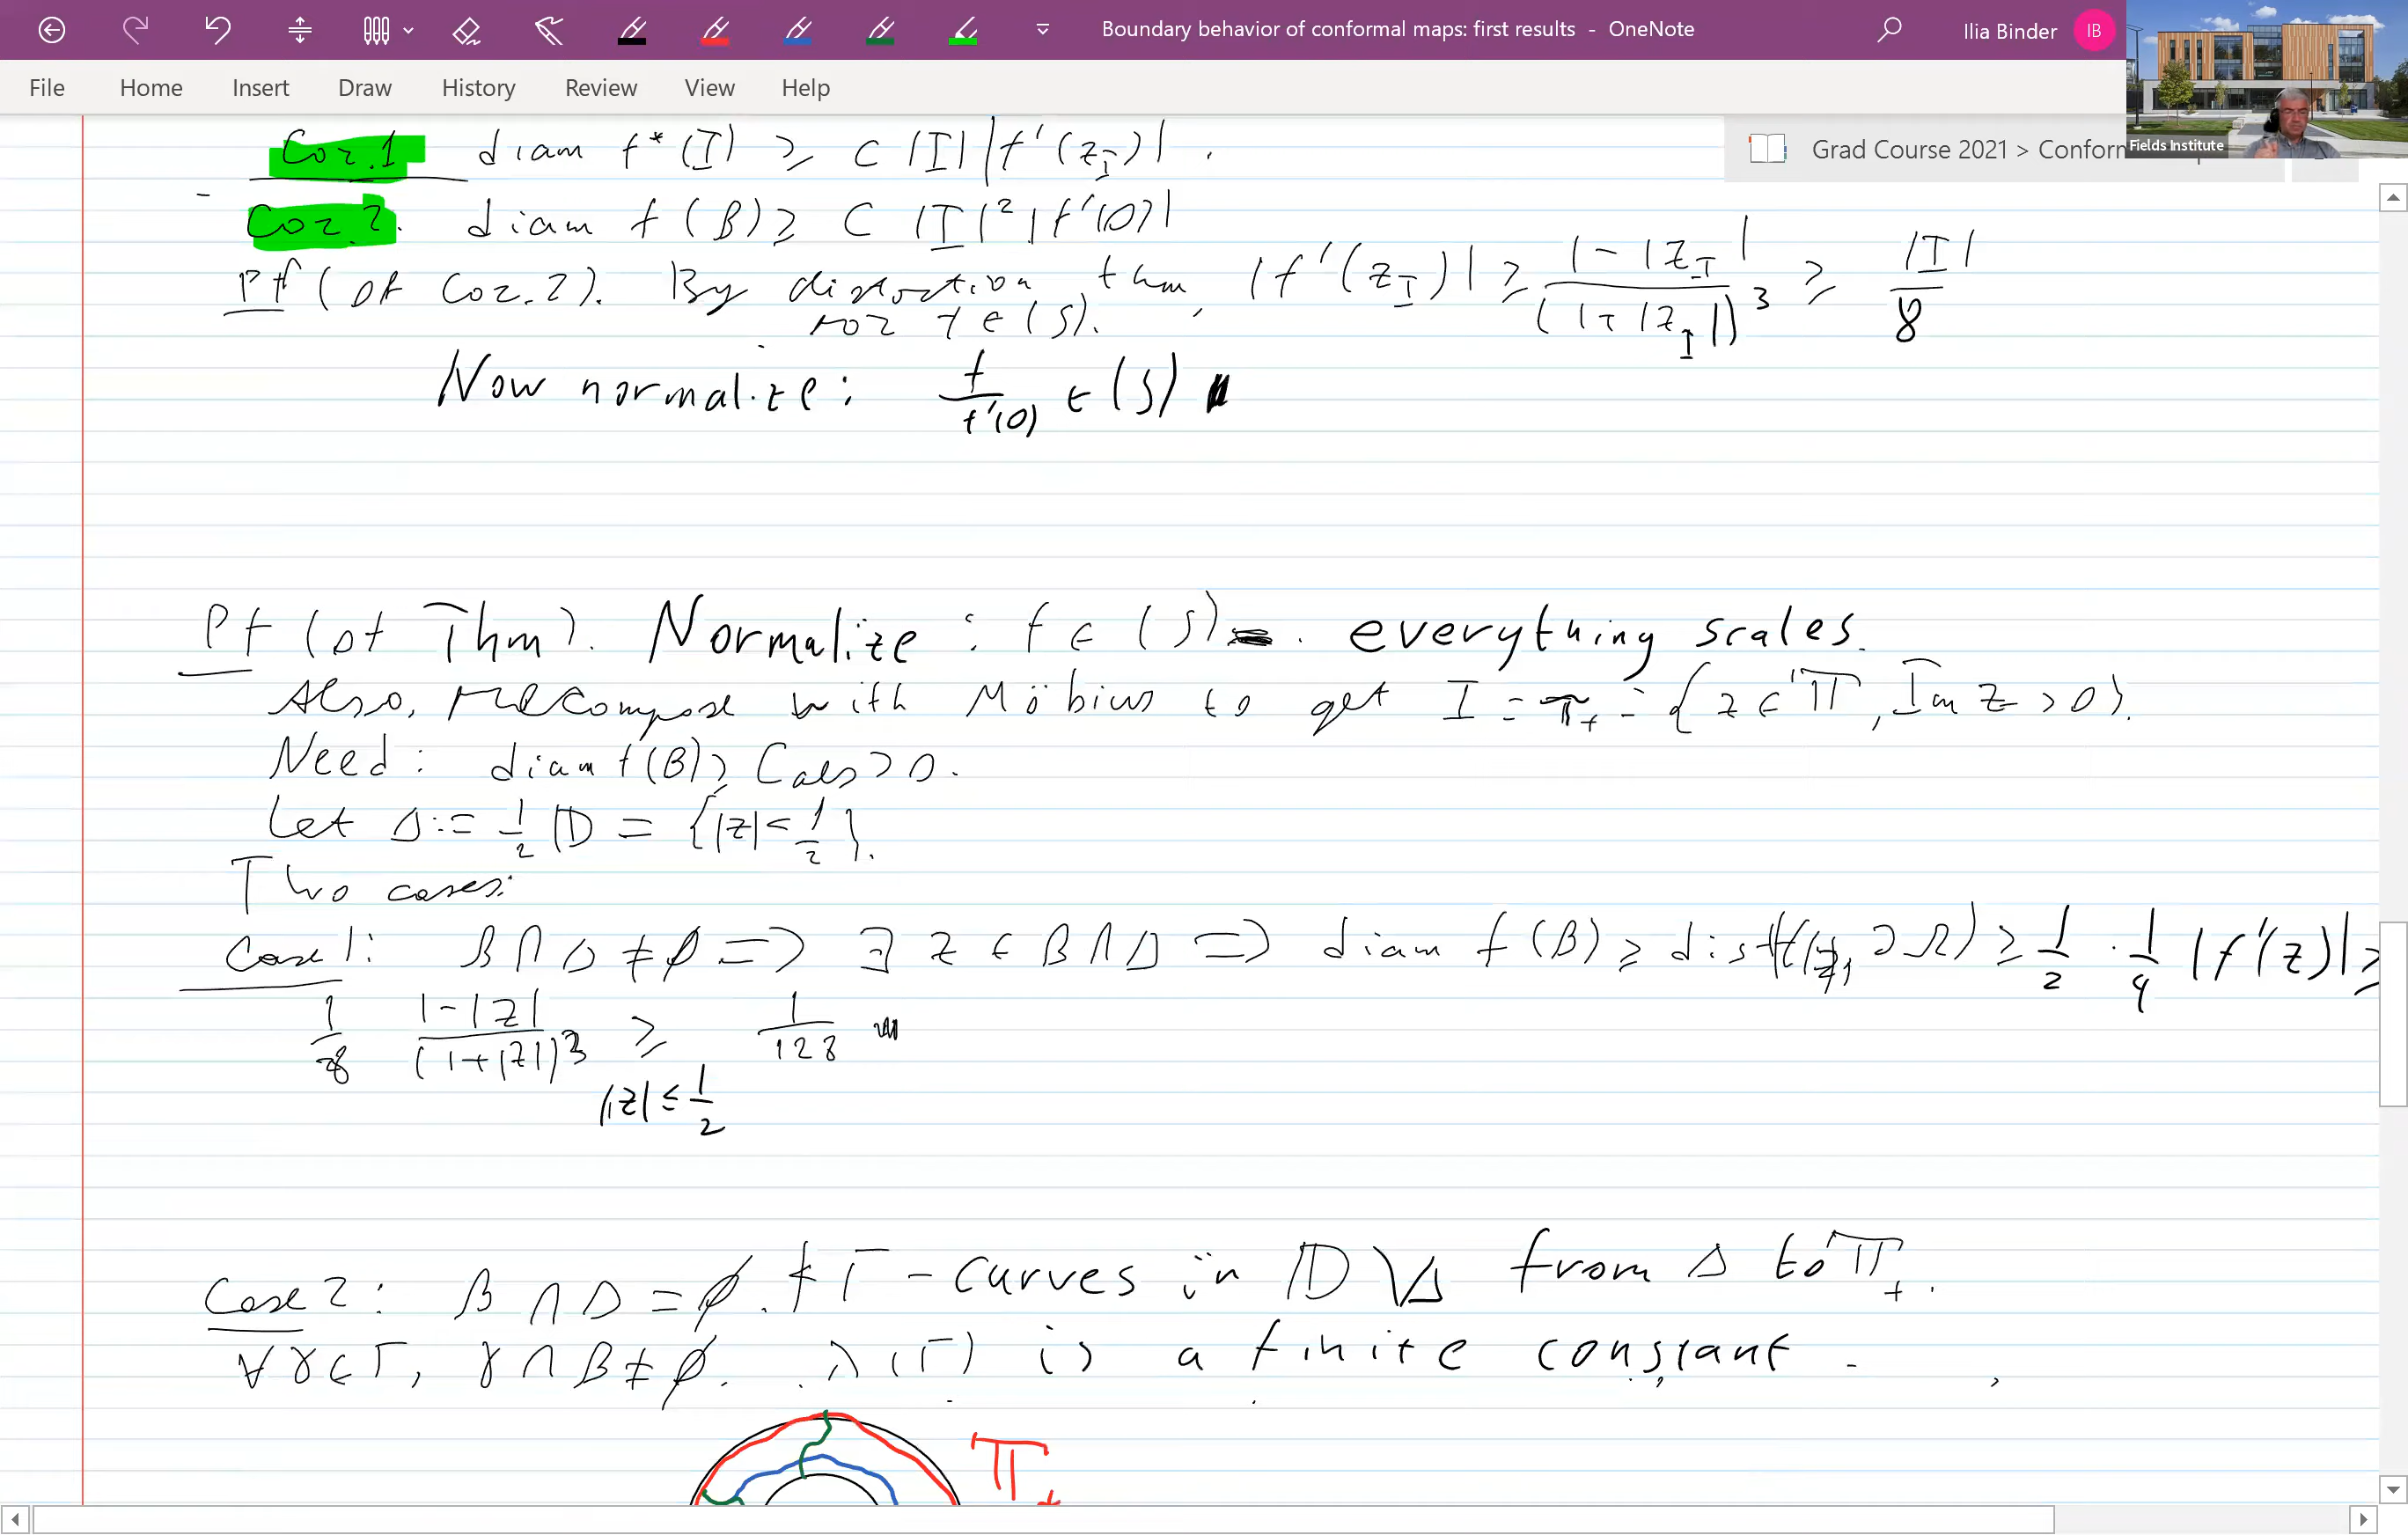 Boundary behavior of conformal maps: first results - OneNote
Ilia Binder
IB
File Home Insert Draw History Review View Help
Fields Institute
Grad Course 2021 > Conform
Cor. 1 diam f*(I) ≥ C |I| |f'(z_I)|.
Cor. 2. diam f(B) ≥ C |I|² |f'(0)|
Pf (of Cor. 2). By distortion thm, |f'(z_I)| ≥ (1-|z_I|)/(1+|z_I|)³ ≥ |I|/8
for f ∈ (S).
Now normalize: f/f'(0) ∈ (S)
Pf (of Thm). Normalize: f ∈ (S). everything scales.
Also, precompose with Möbius to get I = 𝕋₊ = {z ∈ 𝕋, Im z > 0}.
Need: diam f(B) ≥ C_abs > 0.
Let Δ := 1/2 𝔻 = {|z| < 1/2}.
Two cases:
Case 1: B ∩ Δ ≠ ∅ => ∃ z ∈ B ∩ Δ => diam f(B) ≥ dist(f(z), ∂Ω) ≥ 1/2 · 1/4 |f'(z)| ≥
1/8 (1-|z|)/(1+|z|)³ ≥ 1/128
|z| ≤ 1/2
Case 2: B ∩ Δ = ∅. Γ - curves in 𝔻 \ Δ from Δ to 𝕋₊.
∀ γ ∈ Γ, γ ∩ B ≠ ∅. λ(Γ) is a finite constant.
𝕋₊